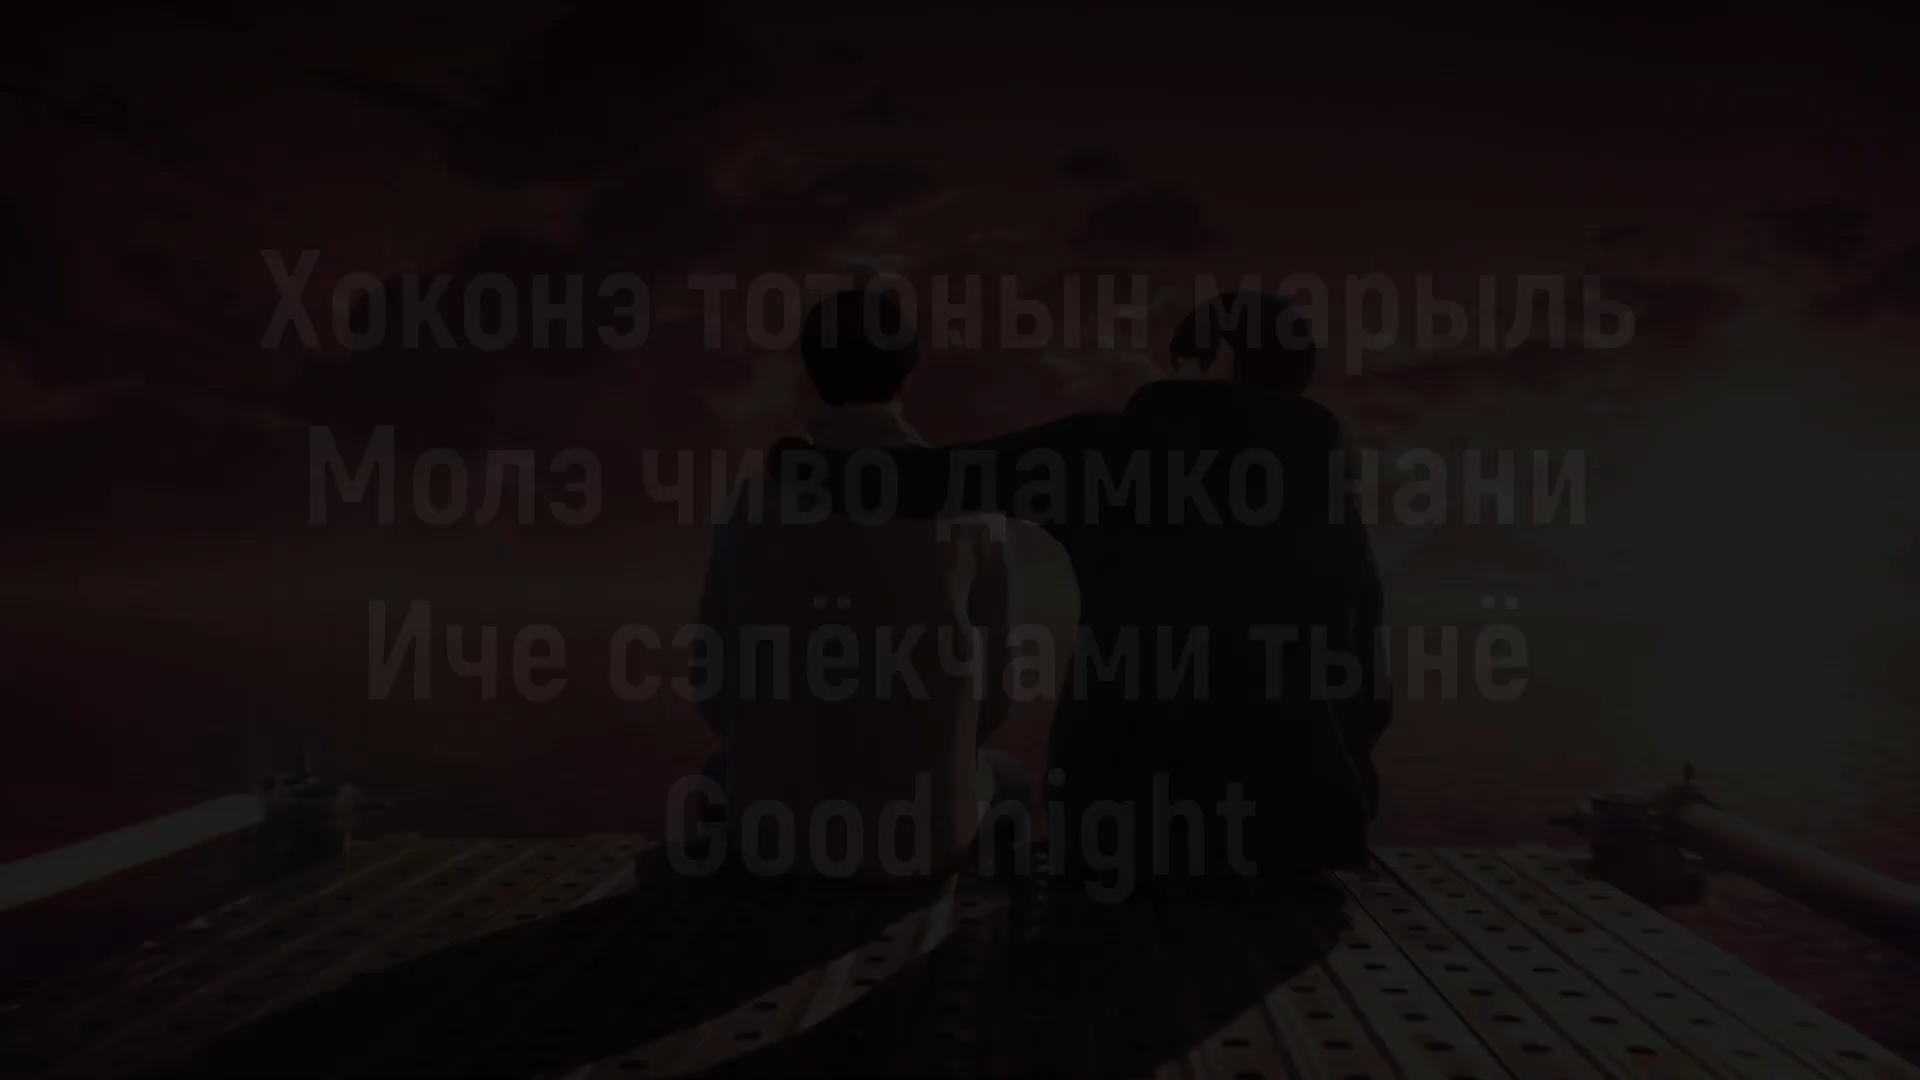 Хоконэ тотонын марыль
Молэ чиво дамко нани
Иче сэпёкчами тынё
Good night